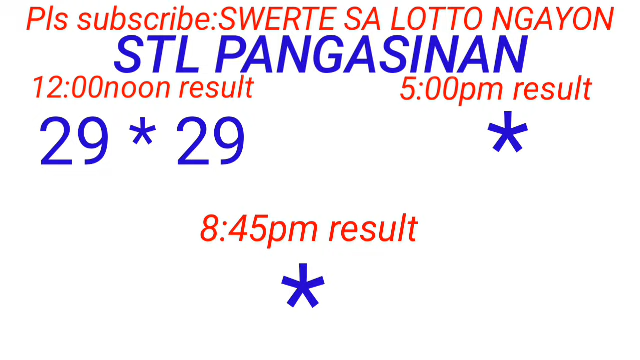 Pls subscribe:SWERTE SA LOTTO NGAYON
STL PANGASINAN
12:00noon result
5:00pm result
29 * 29
*
8:45pm result
*